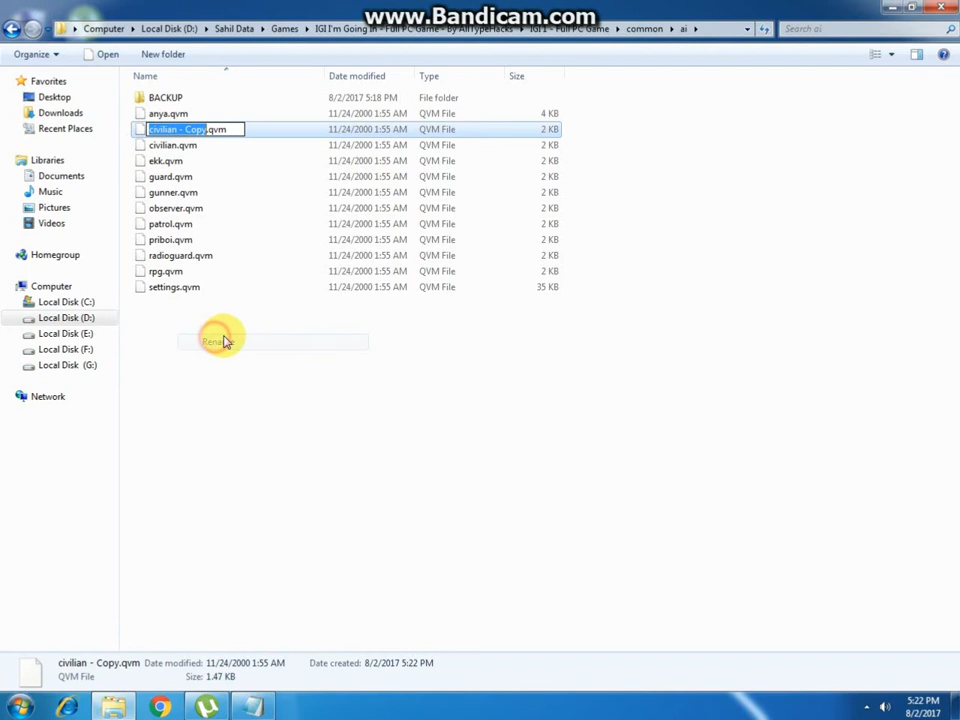 www.Bandicam.com
Computer Local Disk (D:) Sahil Data Games IGI I'm Going In - Full PC Game - by AllTypeHacks IGI 1 - Full PC Game common ai Search ai
Organize Open New folder
Name Date modified Type Size
Favorites
Desktop
Downloads
Recent Places
Libraries
Documents
Music
Pictures
Videos
Homegroup
Computer
Local Disk (C:)
Local Disk (D:)
Local Disk (E:)
Local Disk (F:)
Local Disk (G:)
Network
BACKUP 8/2/2017 5:18 PM File folder
anya.qvm 11/24/2000 1:55 AM QVM File 4 KB
civilian - Copy.qvm 11/24/2000 1:55 AM QVM File 2 KB
civilian.qvm 11/24/2000 1:55 AM QVM File 2 KB
ekk.qvm 11/24/2000 1:55 AM QVM File 2 KB
guard.qvm 11/24/2000 1:55 AM QVM File 2 KB
gunner.qvm 11/24/2000 1:55 AM QVM File 2 KB
observer.qvm 11/24/2000 1:55 AM QVM File 2 KB
patrol.qvm 11/24/2000 1:55 AM QVM File 2 KB
priboi.qvm 11/24/2000 1:55 AM QVM File 2 KB
radioguard.qvm 11/24/2000 1:55 AM QVM File 2 KB
rpg.qvm 11/24/2000 1:55 AM QVM File 2 KB
settings.qvm 11/24/2000 1:55 AM QVM File 35 KB
Rename
civilian - Copy.qvm Date modified: 11/24/2000 1:55 AM Date created: 8/2/2017 5:22 PM
QVM File Size: 1.47 KB
5:22 PM
8/2/2017